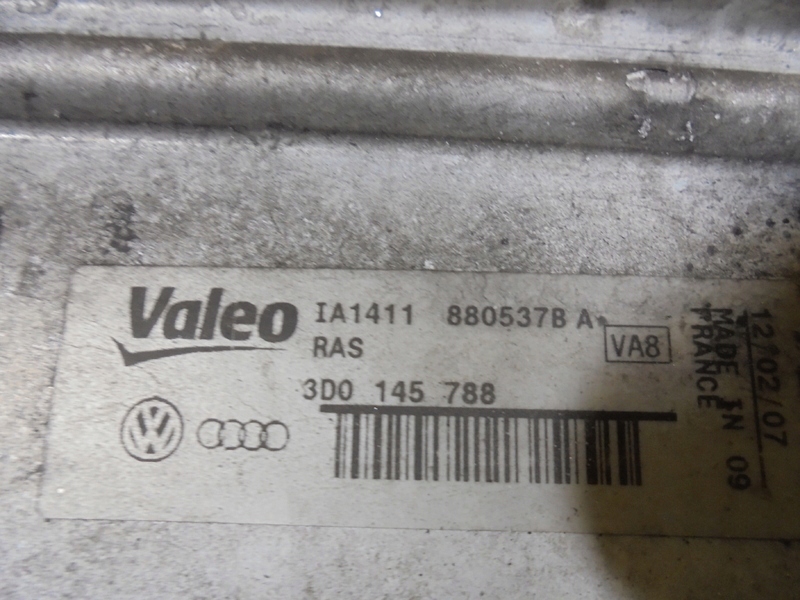 Valeo
IA1411 880537B A
RAS
VA8
3D0 145 788
12/02/07
MADE IN 09
FRANCE